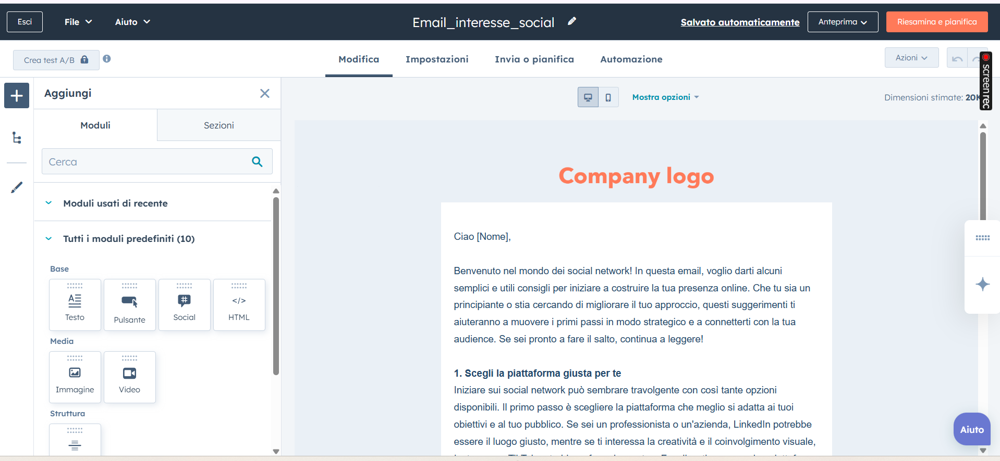 Esci
File
Aiuto
Email_interesse_social
Salvato automaticamente
Anteprima
Riesamina e pianifica
Crea test A/B
Modifica
Impostazioni
Invia o pianifica
Automazione
Azioni
screenrec
Aggiungi
Moduli
Sezioni
Cerca
Moduli usati di recente
Tutti i moduli predefiniti (10)
Base
Testo
Pulsante
Social
</>
HTML
Media
Immagine
Video
Struttura
Mostra opzioni
Dimensioni stimate: 20K
Company logo
Ciao [Nome],
Benvenuto nel mondo dei social network! In questa email, voglio darti alcuni
semplici e utili consigli per iniziare a costruire la tua presenza online. Che tu sia un
principiante o stia cercando di migliorare il tuo approccio, questi suggerimenti ti
aiuteranno a muovere i primi passi in modo strategico e a connetterti con la tua
audience. Se sei pronto a fare il salto, continua a leggere!
1. Scegli la piattaforma giusta per te
Iniziare sui social network può sembrare travolgente con così tante opzioni
disponibili. Il primo passo è scegliere la piattaforma che meglio si adatta ai tuoi
obiettivi e al tuo pubblico. Se sei un professionista o un'azienda, LinkedIn potrebbe
essere il luogo giusto, mentre se ti interessa la creatività e il coinvolgimento visuale,
Aiuto